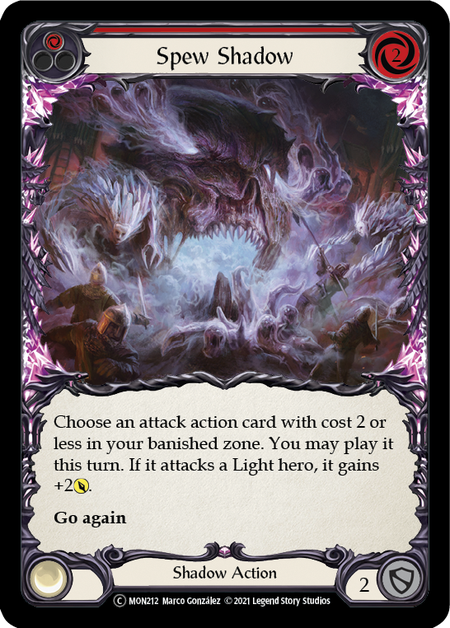 Spew Shadow
2
Choose an attack action card with cost 2 or
less in your banished zone. You may play it
this turn. If it attacks a Light hero, it gains
+2.
Go again
Shadow Action
2
C MON212 Marco González © 2021 Legend Story Studios